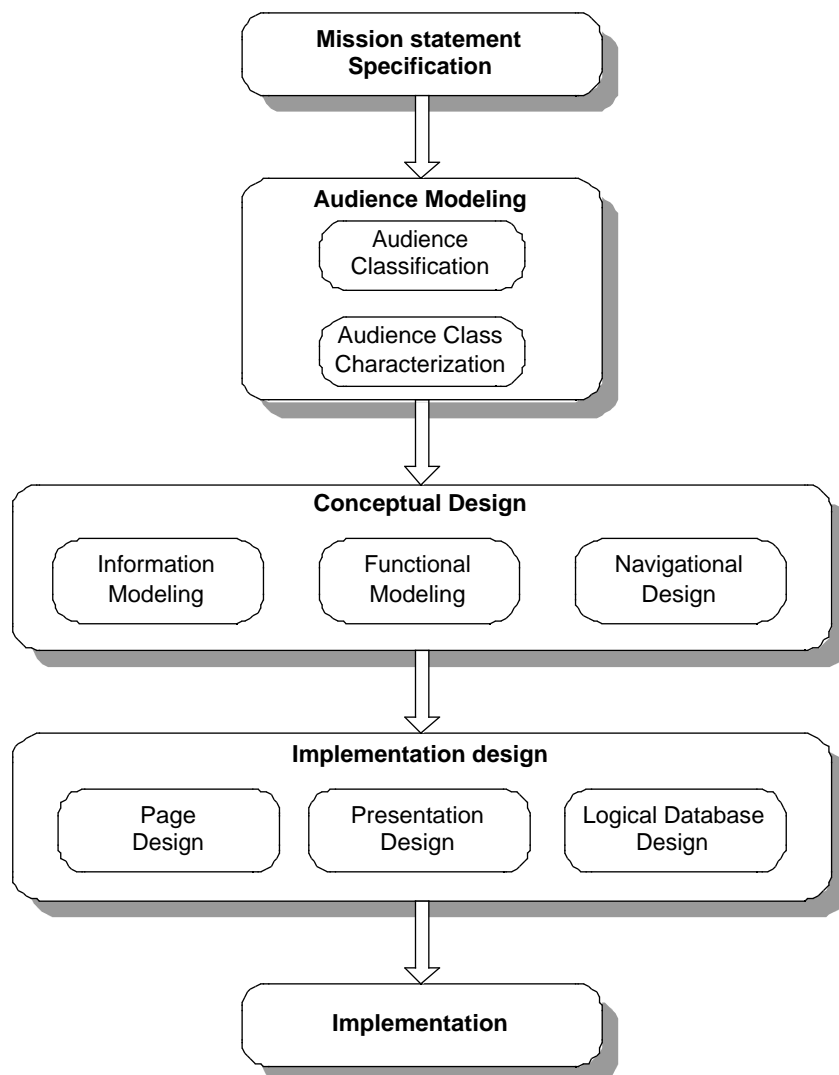 Mission statement
Specification
Audience Modeling
Audience
Classification
Audience Class
Characterization
Conceptual Design
Information
Modeling
Functional
Modeling
Navigational
Design
Implementation design
Page
Design
Presentation
Design
Logical Database
Design
Implementation